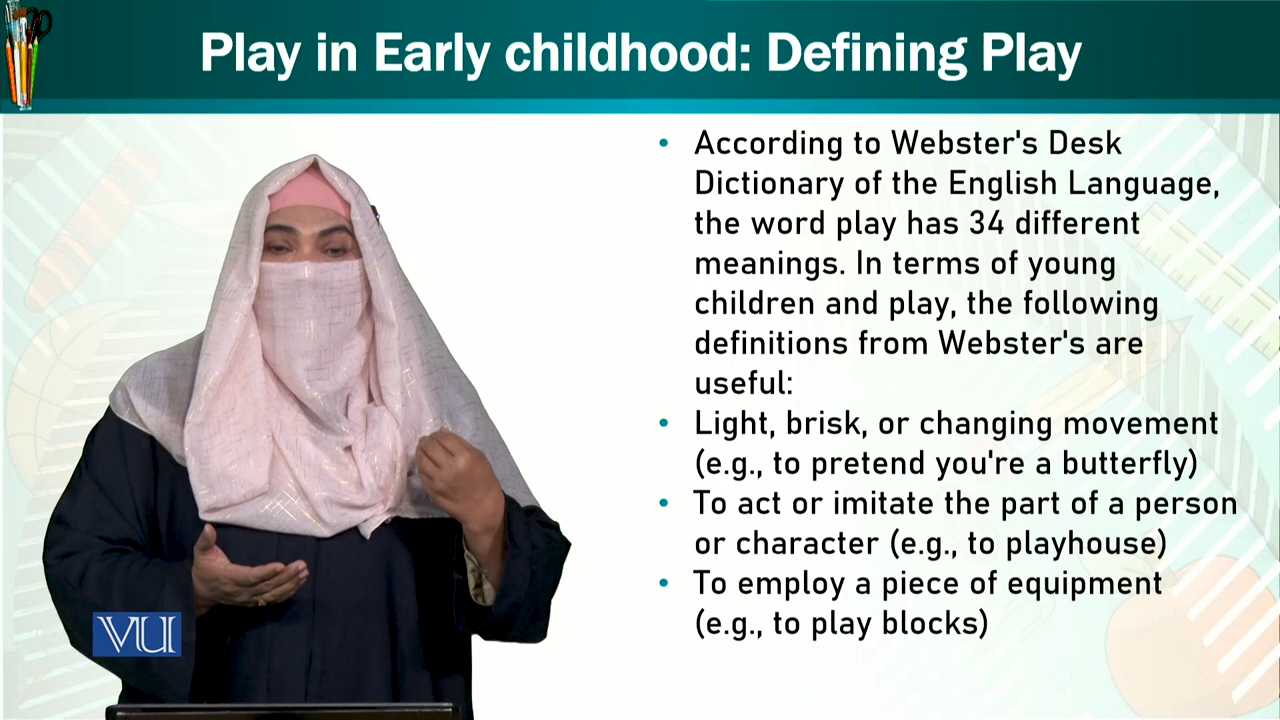 Play in Early childhood: Defining Play
• According to Webster's Desk
Dictionary of the English Language,
the word play has 34 different
meanings. In terms of young
children and play, the following
definitions from Webster's are
useful:
• Light, brisk, or changing movement
(e.g., to pretend you're a butterfly)
• To act or imitate the part of a person
or character (e.g., to playhouse)
• To employ a piece of equipment
(e.g., to play blocks)
VU